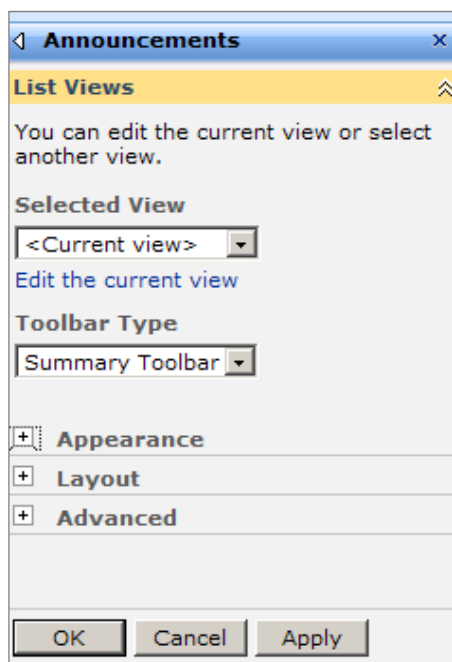 Announcements
List Views
You can edit the current view or select
another view.
Selected View
<Current view>
Edit the current view
Toolbar Type
Summary Toolbar
Appearance
Layout
Advanced
OK Cancel Apply